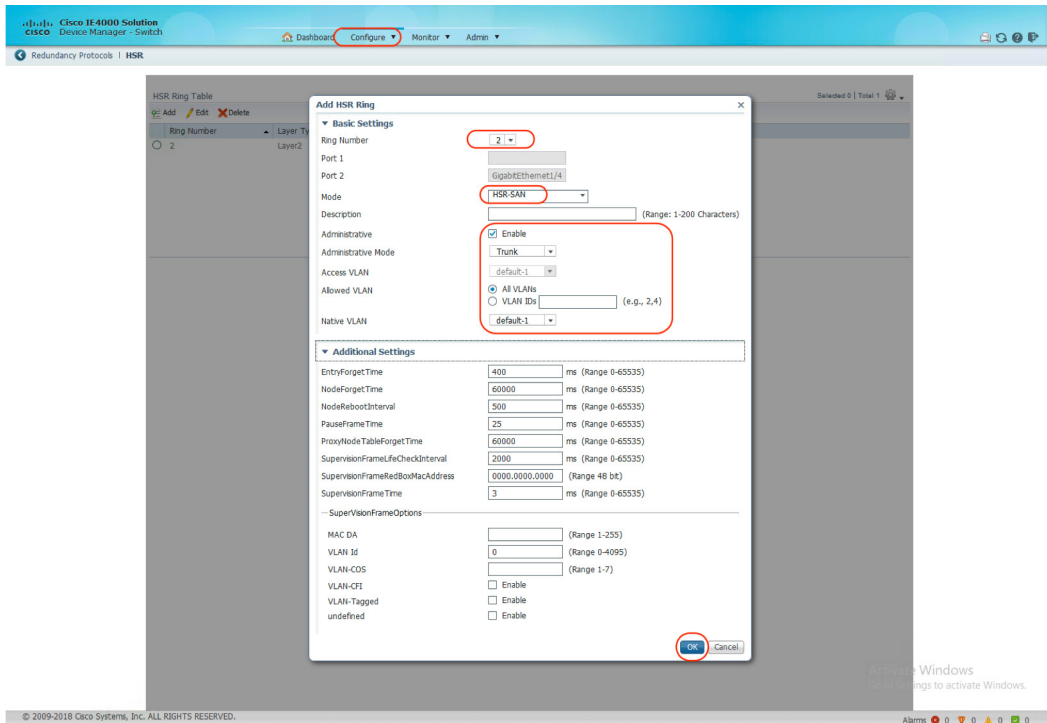 Cisco IE4000 Solution
CISCO Device Manager - Switch
Dashboard Configure ▼ Monitor ▼ Admin ▼
Redundancy Protocols | HSR
HSR Ring Table
Selected 0 | Total 1
Add Edit Delete
Ring Number Layer Ty
2 Layer2
Add HSR Ring
Basic Settings
Ring Number 2
Port 1
Port 2 GigabitEthernet1/4
Mode HSR-SAN
Description (Range: 1-200 Characters)
Administrative Enable
Administrative Mode Trunk
Access VLAN default-1
Allowed VLAN All VLANs
VLAN IDs (e.g., 2,4)
Native VLAN default-1
Additional Settings
EntryForgetTime 400 ms (Range 0-65535)
NodeForgetTime 60000 ms (Range 0-65535)
NodeRebootInterval 500 ms (Range 0-65535)
PauseFrameTime 25 ms (Range 0-65535)
ProxyNodeTableForgetTime 60000 ms (Range 0-65535)
SupervisionFrameLifeCheckInterval 2000 ms (Range 0-65535)
SupervisionFrameRedBoxMacAddress 0000.0000.0000 (Range 48 bit)
SupervisionFrameTime 3 ms (Range 0-65535)
SuperVisionFrameOptions
MAC DA (Range 1-255)
VLAN Id 0 (Range 0-4095)
VLAN-COS (Range 1-7)
VLAN-CFI Enable
VLAN-Tagged Enable
undefined Enable
OK Cancel
Activate Windows
ings to activate Windows.
© 2009-2018 Cisco Systems, Inc. ALL RIGHTS RESERVED.
Alarms 0 0 0 0